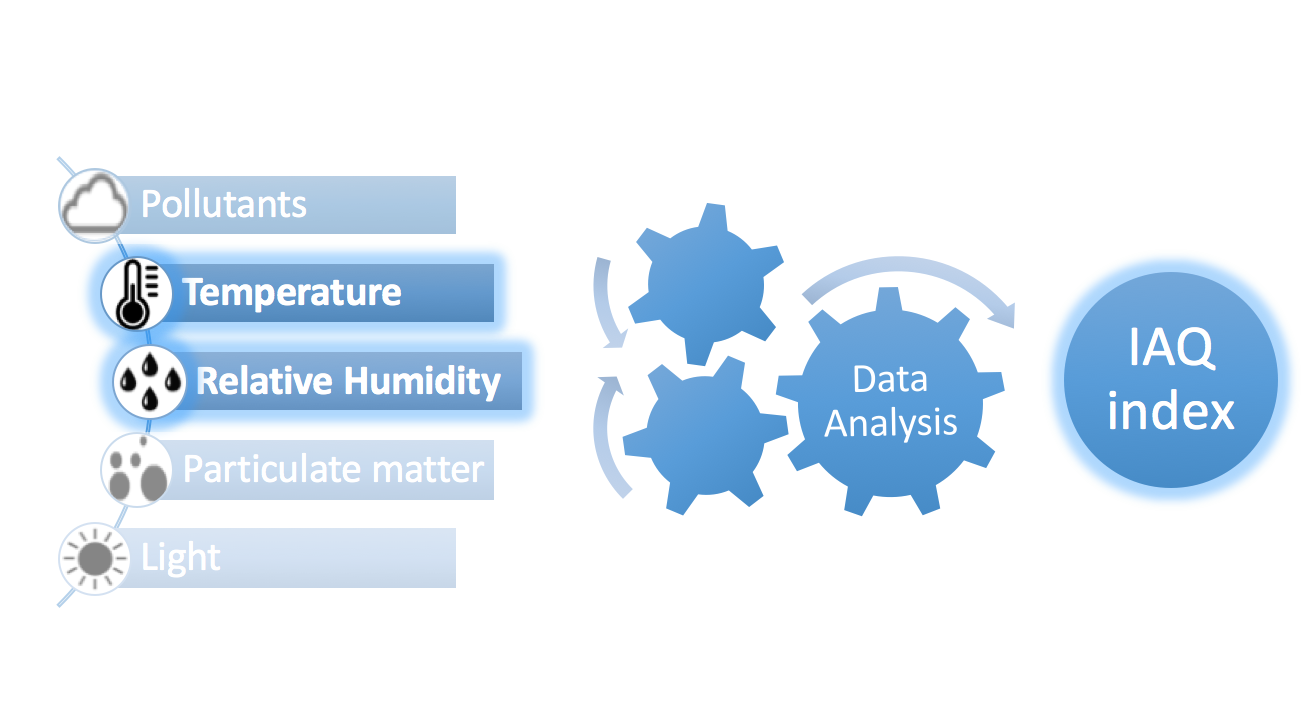 Pollutants
Temperature
Relative Humidity
Particulate matter
Light
Data
Analysis
IAQ
index